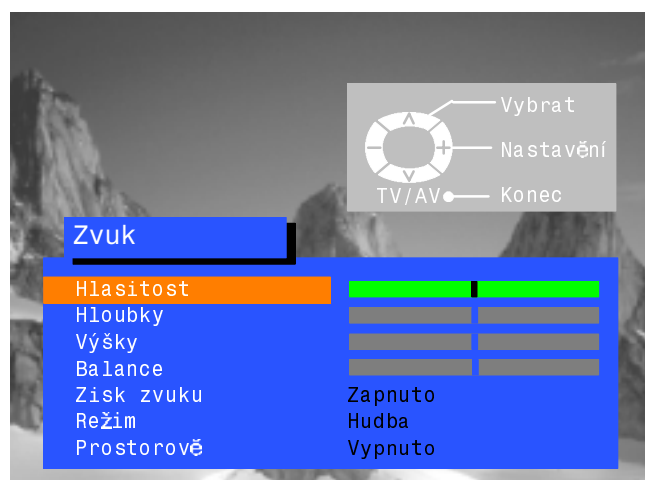 Vybrat
Nastavění
TV/AV Konec
Zvuk
Hlasitost
Hloubky
Výšky
Balance
Zisk zvuku Zapnuto
Režim Hudba
Prostorově Vypnuto